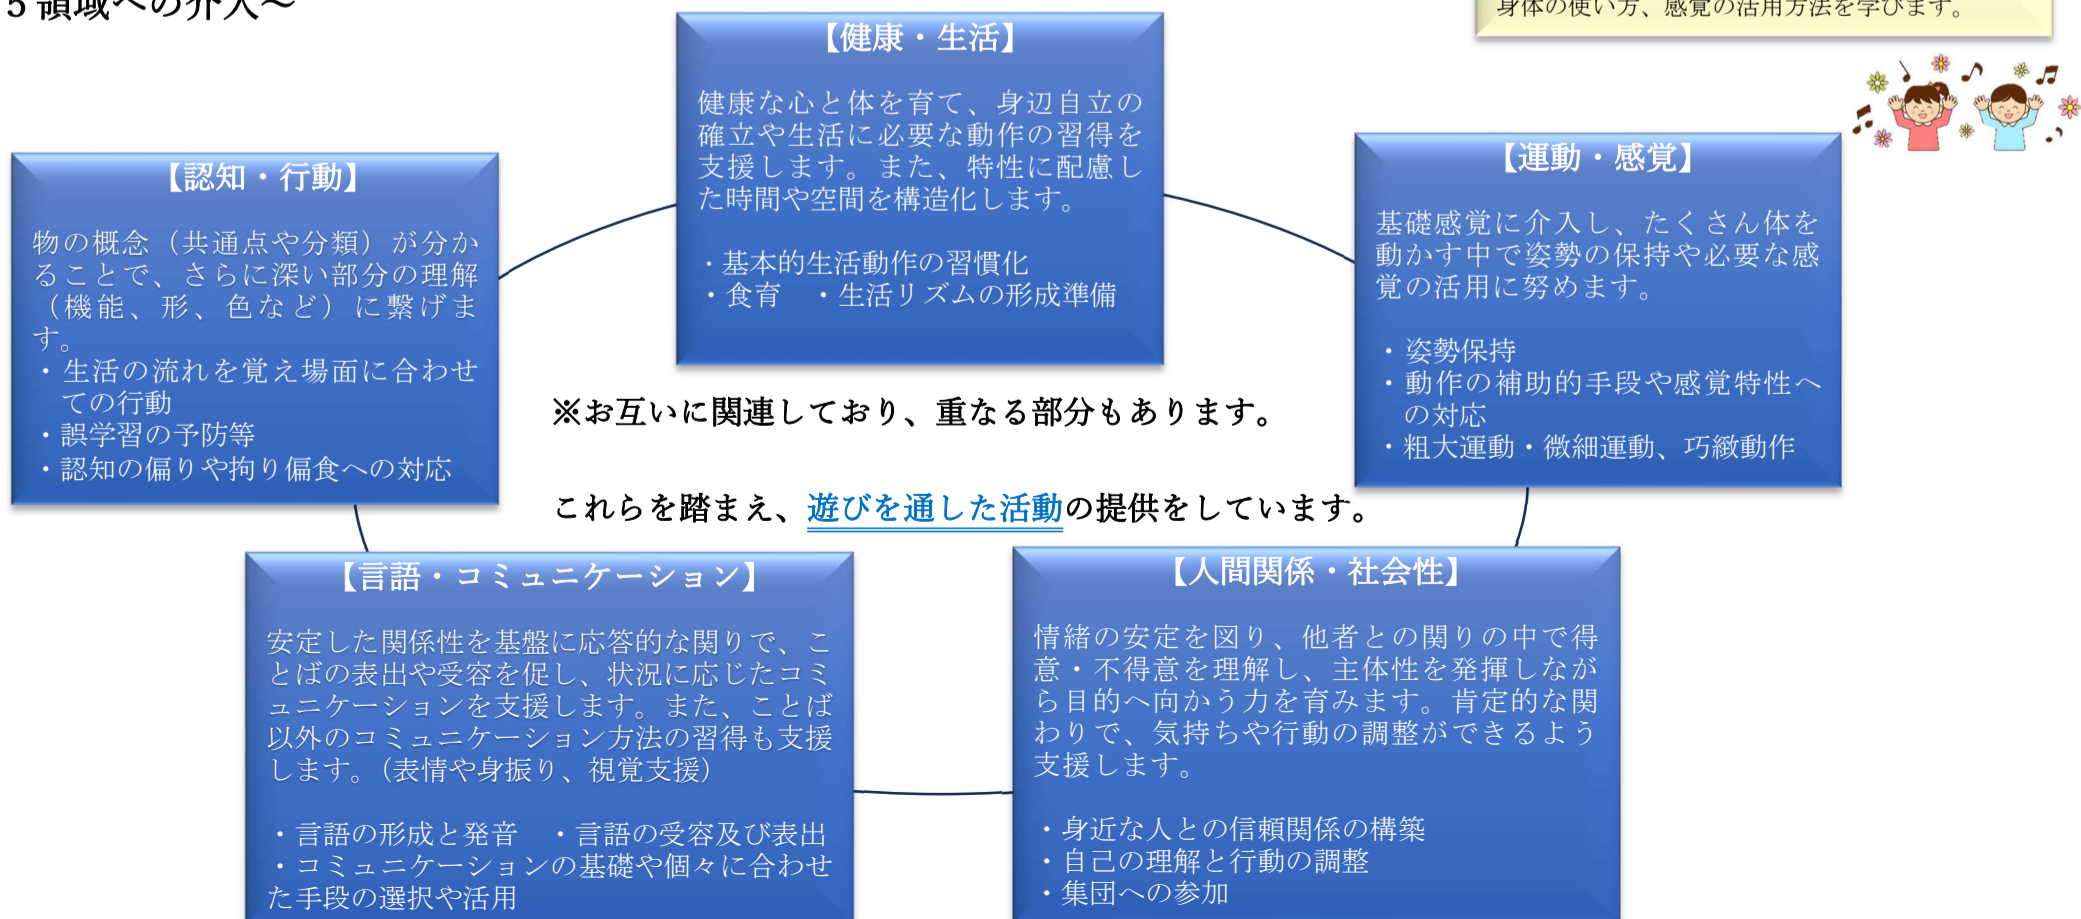 5領域への介入～
身体の使い方、感覚の活用方法を学びます。
【健康・生活】
健康な心と体を育て、身辺自立の
確立や生活に必要な動作の習得を
支援します。また、特性に配慮し
た時間や空間を構造化します。
・基本的生活動作の習慣化
・食育　・生活リズムの形成準備
【認知・行動】
物の概念（共通点や分類）が分か
ることで、さらに深い部分の理解
（機能、形、色など）に繋げま
す。
・生活の流れを覚え場面に合わせ
ての行動
・誤学習の予防等
・認知の偏りや拘り偏食への対応
【運動・感覚】
基礎感覚に介入し、たくさん体を
動かす中で姿勢の保持や必要な感
覚の活用に努めます。
・姿勢保持
・動作の補助的手段や感覚特性へ
の対応
・粗大運動・微細運動、巧緻動作
※お互いに関連しており、重なる部分もあります。
これらを踏まえ、遊びを通した活動の提供をしています。
【言語・コミュニケーション】
安定した関係性を基盤に応答的な関りで、こ
とばの表出や受容を促し、状況に応じたコミ
ュニケーションを支援します。また、ことば
以外のコミュニケーション方法の習得も支援
します。（表情や身振り、視覚支援）
・言語の形成と発音　・言語の受容及び表出
・コミュニケーションの基礎や個々に合わせ
た手段の選択や活用
【人間関係・社会性】
情緒の安定を図り、他者との関りの中で得
意・不得意を理解し、主体性を発揮しなが
ら目的へ向かう力を育みます。肯定的な関
わりで、気持ちや行動の調整ができるよう
支援します。
・身近な人との信頼関係の構築
・自己の理解と行動の調整
・集団への参加